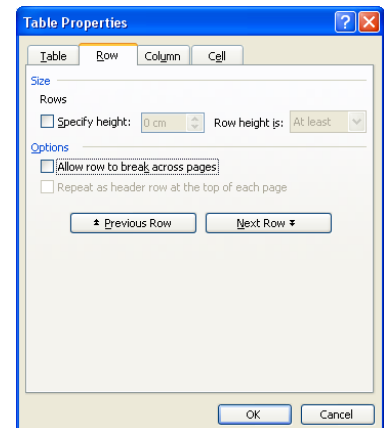 Table Properties
Table Row Column Cell
Size
Rows
Specify height: 0 cm Row height is: At least
Options
Allow row to break across pages
Repeat as header row at the top of each page
Previous Row Next Row
OK Cancel